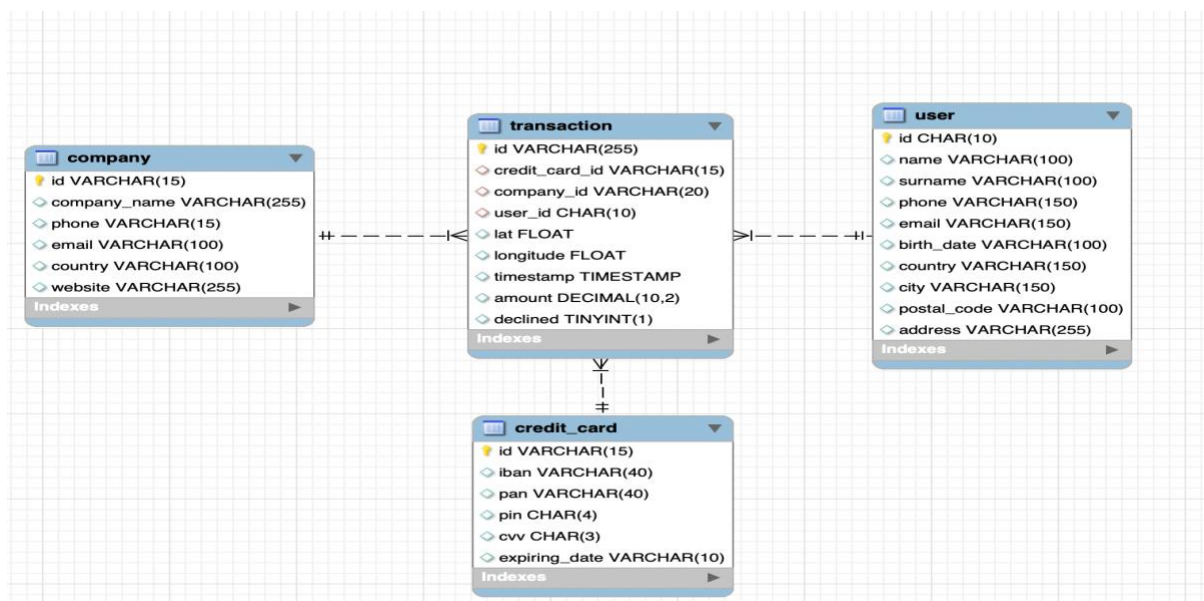 company
id VARCHAR(15)
company_name VARCHAR(255)
phone VARCHAR(15)
email VARCHAR(100)
country VARCHAR(100)
website VARCHAR(255)
Indexes
transaction
id VARCHAR(255)
credit_card_id VARCHAR(15)
company_id VARCHAR(20)
user_id CHAR(10)
lat FLOAT
longitude FLOAT
timestamp TIMESTAMP
amount DECIMAL(10,2)
declined TINYINT(1)
Indexes
user
id CHAR(10)
name VARCHAR(100)
surname VARCHAR(100)
phone VARCHAR(150)
email VARCHAR(150)
birth_date VARCHAR(100)
country VARCHAR(150)
city VARCHAR(150)
postal_code VARCHAR(100)
address VARCHAR(255)
Indexes
credit_card
id VARCHAR(15)
iban VARCHAR(40)
pan VARCHAR(40)
pin CHAR(4)
cvv CHAR(3)
expiring_date VARCHAR(10)
Indexes